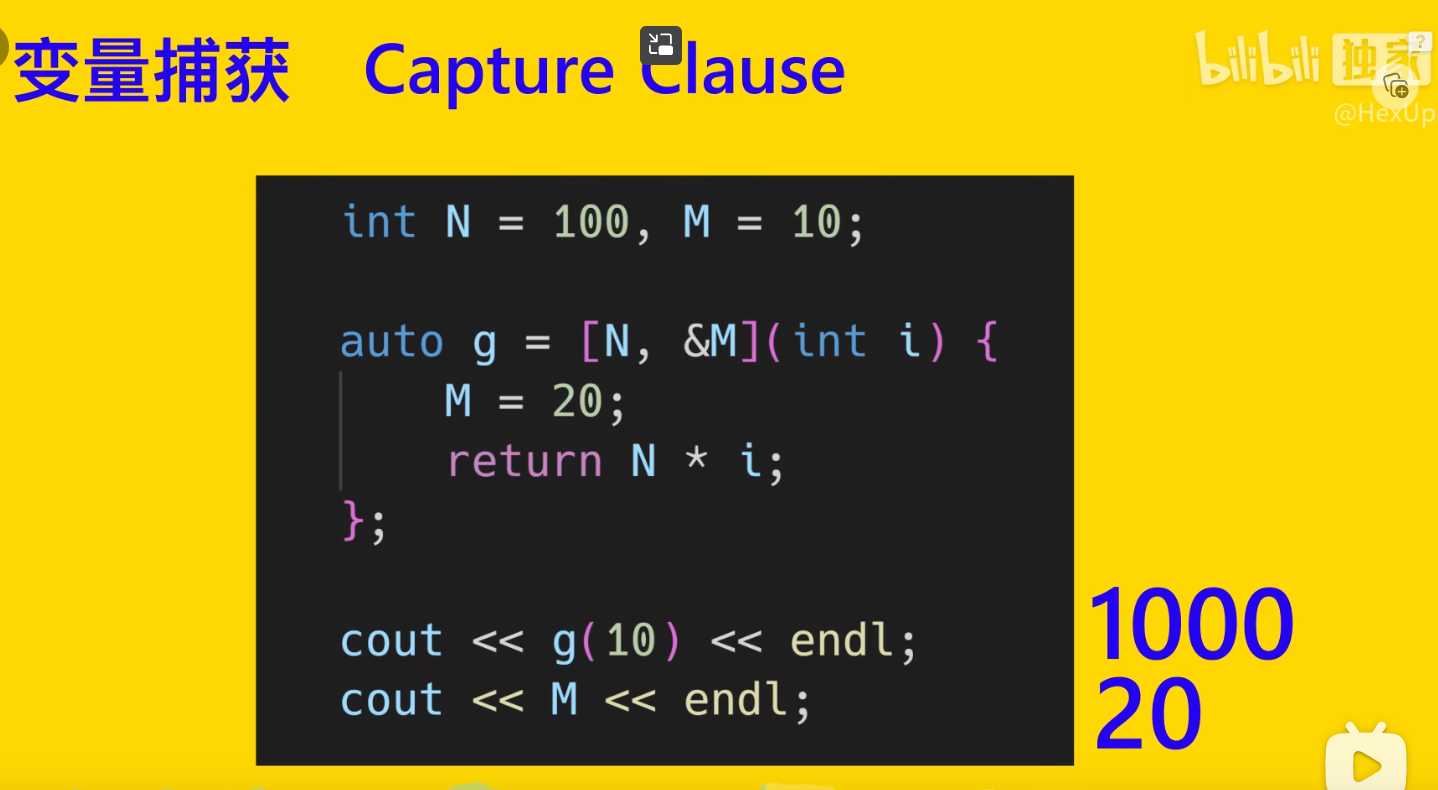 变量捕获 Capture Clause
bilibili 独家
@HexUp
int N = 100, M = 10;
auto g = [N, &M](int i) {
M = 20;
return N * i;
};
cout << g(10) << endl;
cout << M << endl;
1000
20